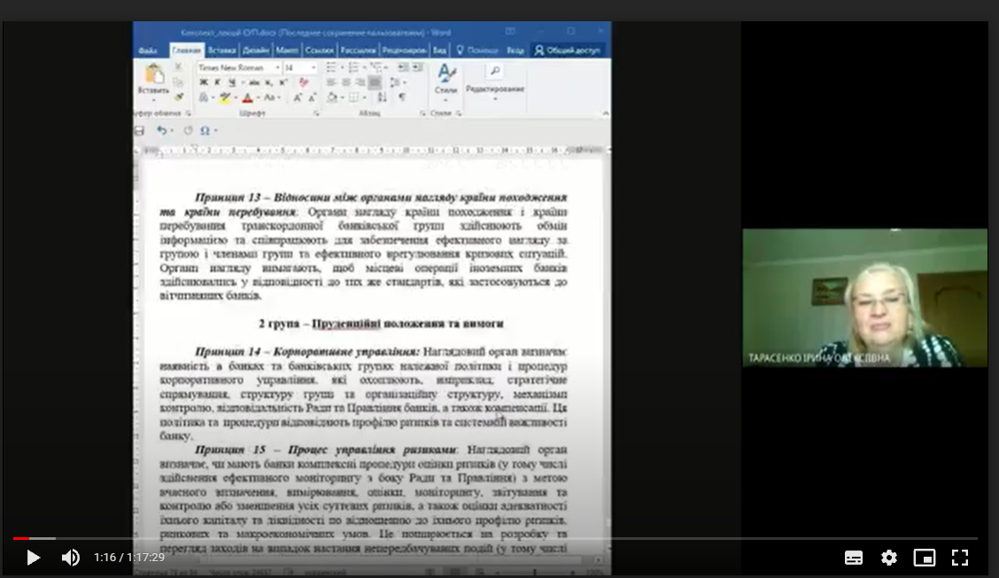 Конспект_лекцій СУП.docx (Последнее сохранение пользователем) - Word
Файл Главная Вставка Дизайн Макет Ссылки Рассылки Рецензиров Вид Помощн Вход Общий доступ
Times New Roman 14
Вставить Ж К Ч Стили Редактирование
Шрифт Абзац Стили
Принцип 13 – Відносини між органами нагляду країни походження
та країни перебування. Органи нагляду країни походження і країни
перебування транскордонної банківської групи здійснюють обмін
інформацією та співпрацюють для забезпечення ефективного нагляду за
групою і членами групи та ефективного врегулювання кризових ситуацій.
Органи нагляду вимагають, щоб місцеві операції іноземних банків
здійснювались у відповідності до тих же стандартів, які застосовуються до
вітчизняних банків.
2 група – Пруденційні положення та вимоги
Принцип 14 – Корпоративне управління: Наглядовий орган визначає
наявність в банках та банківських групах належної політики і процедур
корпоративного управління, які охоплюють, наприклад, стратегічне
спрямування, структуру групи та організаційну структуру, механізми
контролю, відповідальність Ради та Правління банків, а також компенсації. Ця
політика та процедури відповідають профілю ризиків та системній важливості
банку.
Принцип 15 – Процес управління ризиками: Наглядовий орган
визначає, чи мають банки комплексні процедури оцінки ризиків (у тому числі
здійснення ефективного моніторингу з боку Ради та Правління) з метою
вчасного визначення, вимірювання, оцінки, моніторингу, звітування та
контролю або зменшення усіх суттєвих ризиків, а також оцінки адекватності
їхнього капіталу та ліквідності по відношенню до їхнього профілю ризиків,
ринкових та макроекономічних умов. Це поширюється на розробку та
перегляд заходів на випадок настання непередбачуваних подій (у тому числі
ТАРАСЕНКО ІРИНА ОЛЕКСІЇВНА
1:16 / 1:17:29